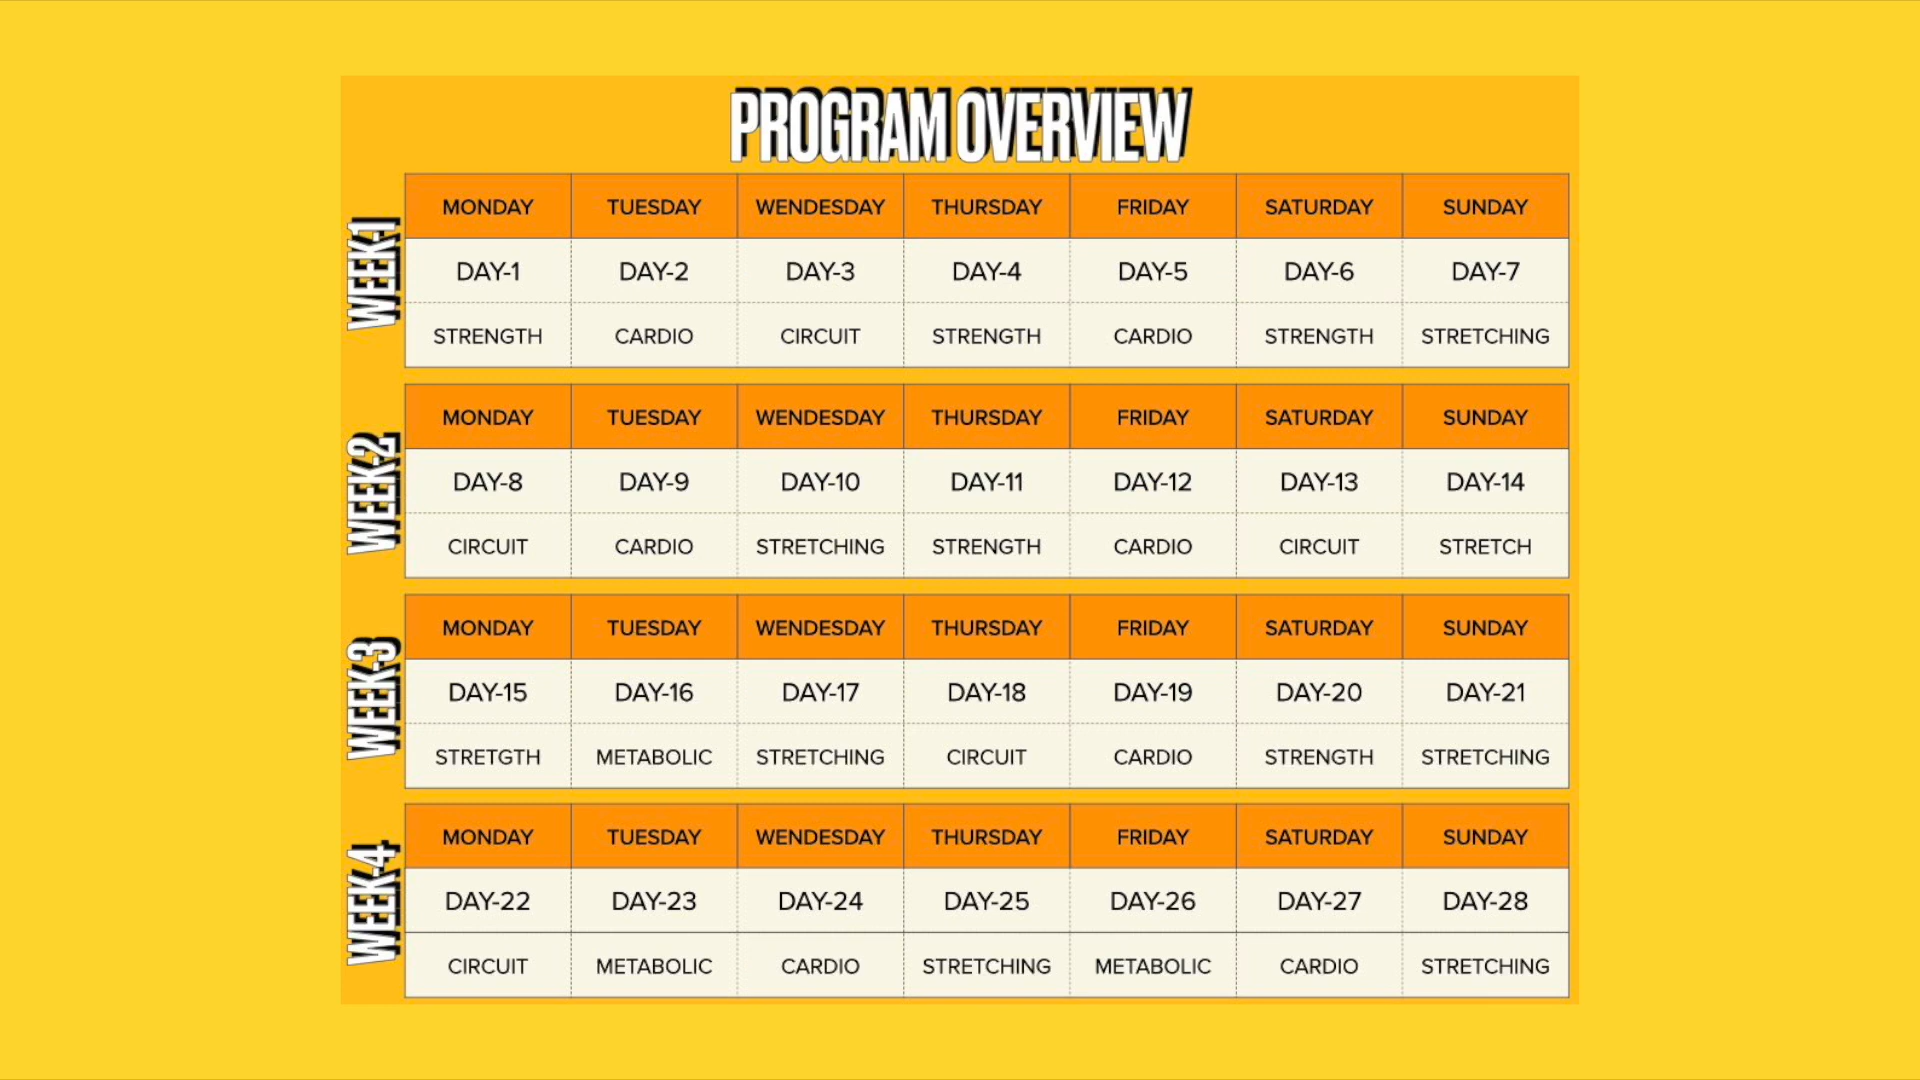 PROGRAM OVERVIEW
WEEK-1
MONDAY TUESDAY WENDESDAY THURSDAY FRIDAY SATURDAY SUNDAY
DAY-1 DAY-2 DAY-3 DAY-4 DAY-5 DAY-6 DAY-7
STRENGTH CARDIO CIRCUIT STRENGTH CARDIO STRENGTH STRETCHING
WEEK-2
MONDAY TUESDAY WENDESDAY THURSDAY FRIDAY SATURDAY SUNDAY
DAY-8 DAY-9 DAY-10 DAY-11 DAY-12 DAY-13 DAY-14
CIRCUIT CARDIO STRETCHING STRENGTH CARDIO CIRCUIT STRETCH
WEEK-3
MONDAY TUESDAY WENDESDAY THURSDAY FRIDAY SATURDAY SUNDAY
DAY-15 DAY-16 DAY-17 DAY-18 DAY-19 DAY-20 DAY-21
STRETGTH METABOLIC STRETCHING CIRCUIT CARDIO STRENGTH STRETCHING
WEEK-4
MONDAY TUESDAY WENDESDAY THURSDAY FRIDAY SATURDAY SUNDAY
DAY-22 DAY-23 DAY-24 DAY-25 DAY-26 DAY-27 DAY-28
CIRCUIT METABOLIC CARDIO STRETCHING METABOLIC CARDIO STRETCHING